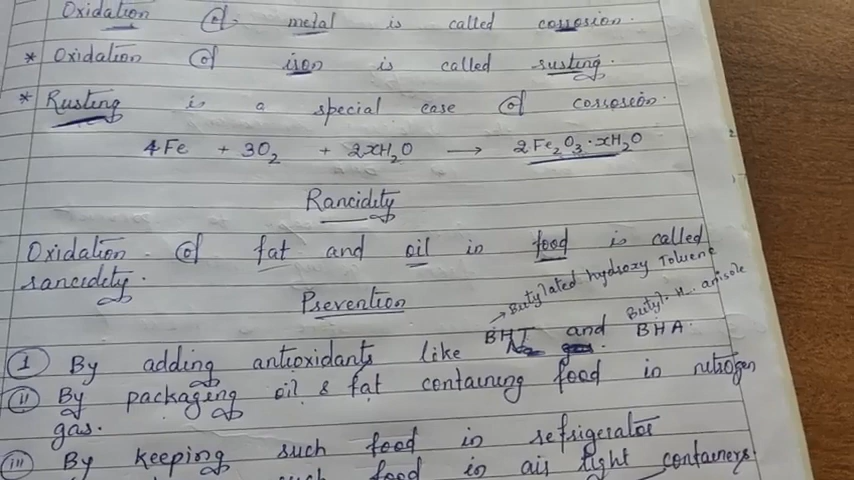 Oxidation of metal is called corrosion.
* Oxidation of iron is called rusting.
* Rusting is a special case of corrosion.
4Fe + 3O₂ + 2xH₂O → 2Fe₂O₃·xH₂O
Rancidity
Oxidation of fat and oil in food is called
rancidity.
Prevention
→ Butylated hydroxy Toluene
Butyl. H. anisole
(i) By adding antioxidants like BHT and BHA.
(ii) By packaging oil & fat containing food in nitrogen
gas.
(iii) By keeping such food in refrigerator
such food in air tight containers.